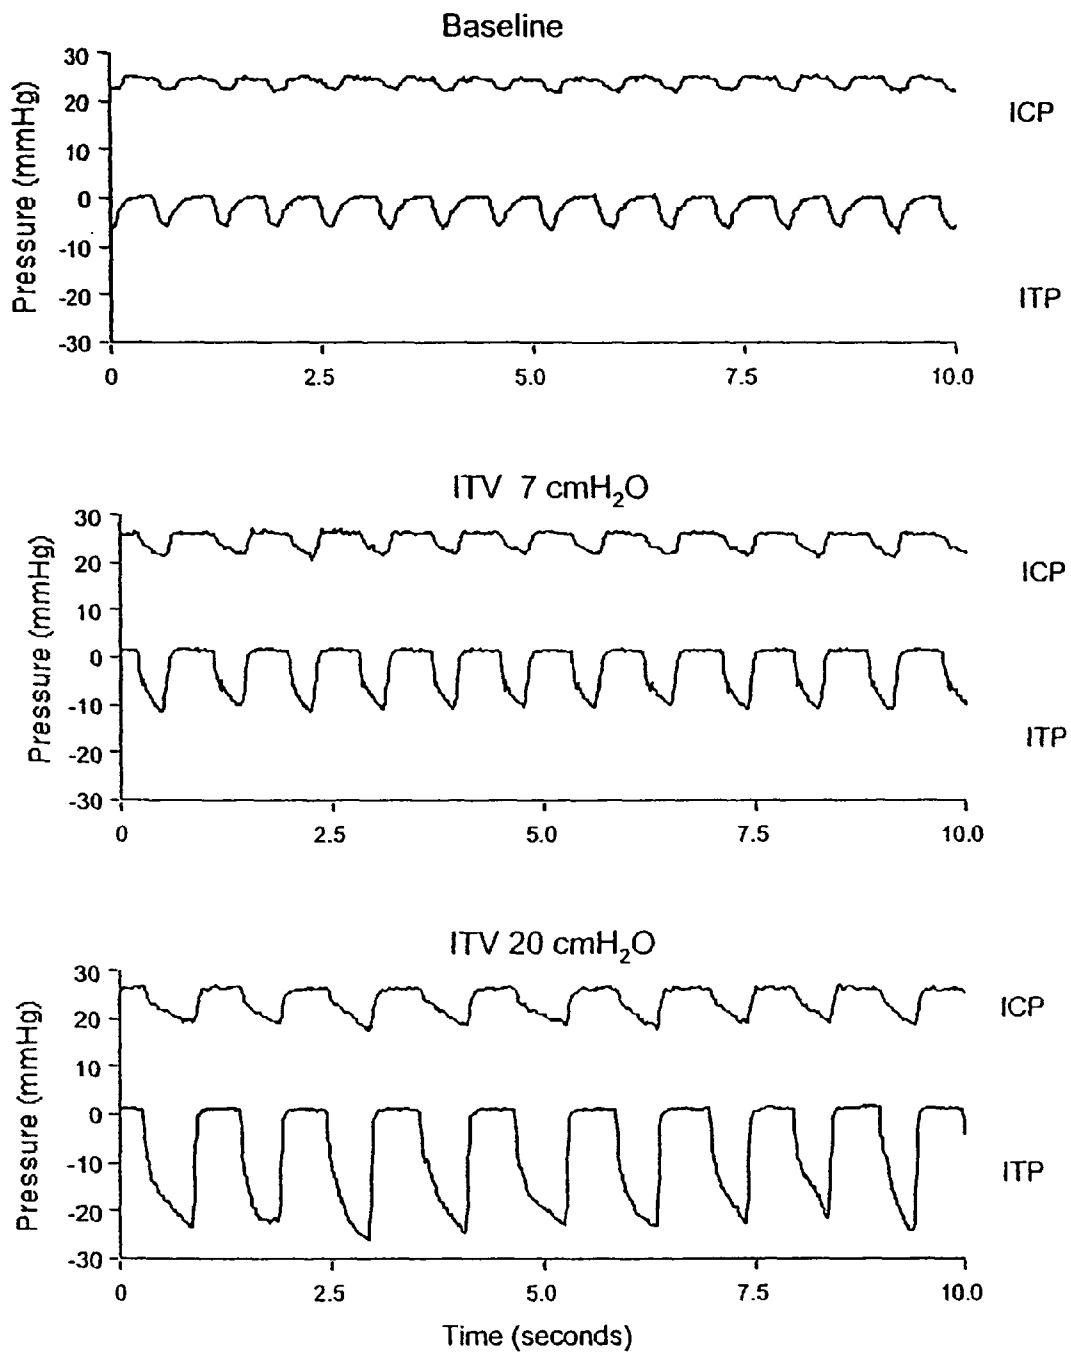 Baseline
30
20
10
0
-10
-20
-30
Pressure (mmHg)
ICP
ITP
0 2.5 5.0 7.5 10.0
ITV 7 cmH₂O
30
20
10
0
-10
-20
-30
Pressure (mmHg)
ICP
ITP
0 2.5 5.0 7.5 10.0
ITV 20 cmH₂O
30
20
10
0
-10
-20
-30
Pressure (mmHg)
ICP
ITP
0 2.5 5.0 7.5 10.0
Time (seconds)